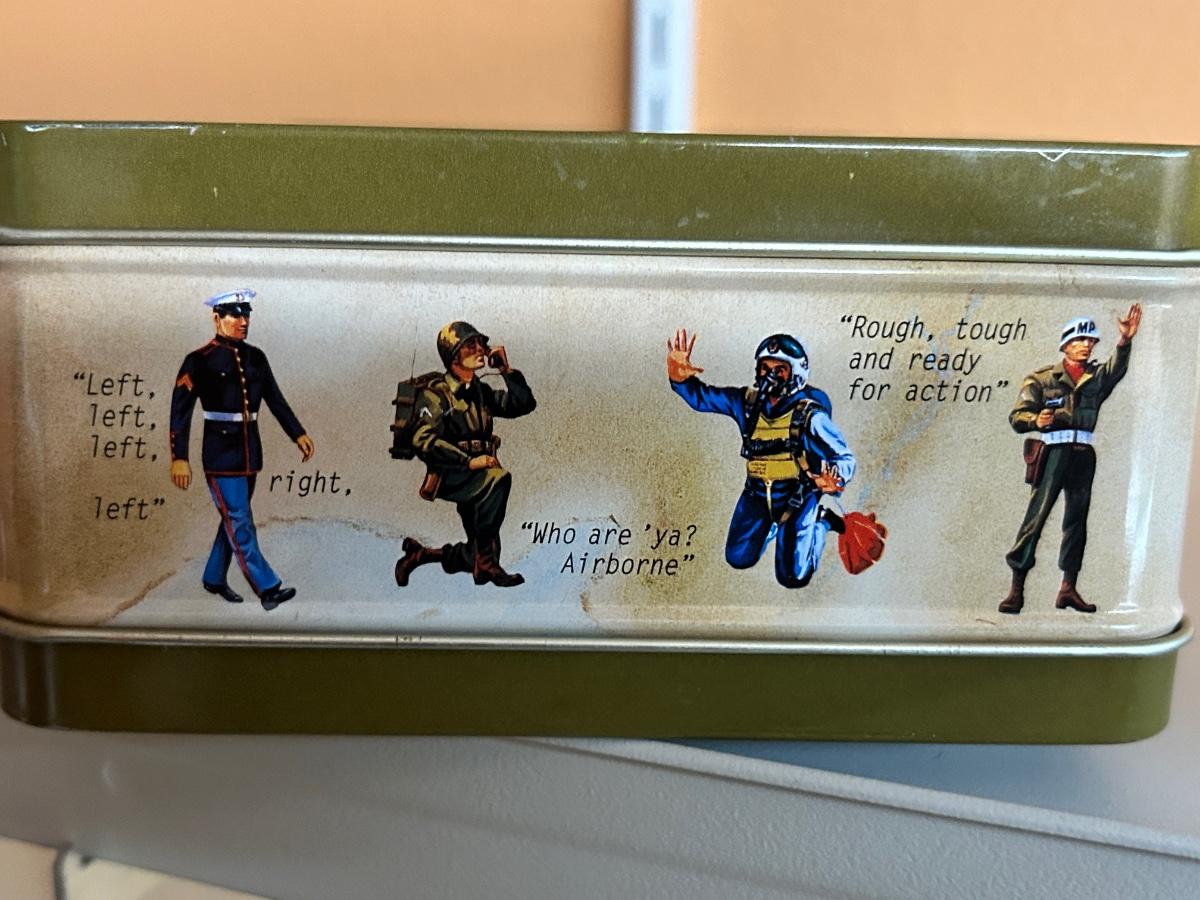 “Left,
left,
left,
right,
left”
“Who are ’ya?
Airborne”
“Rough, tough
and ready
for action”
MP